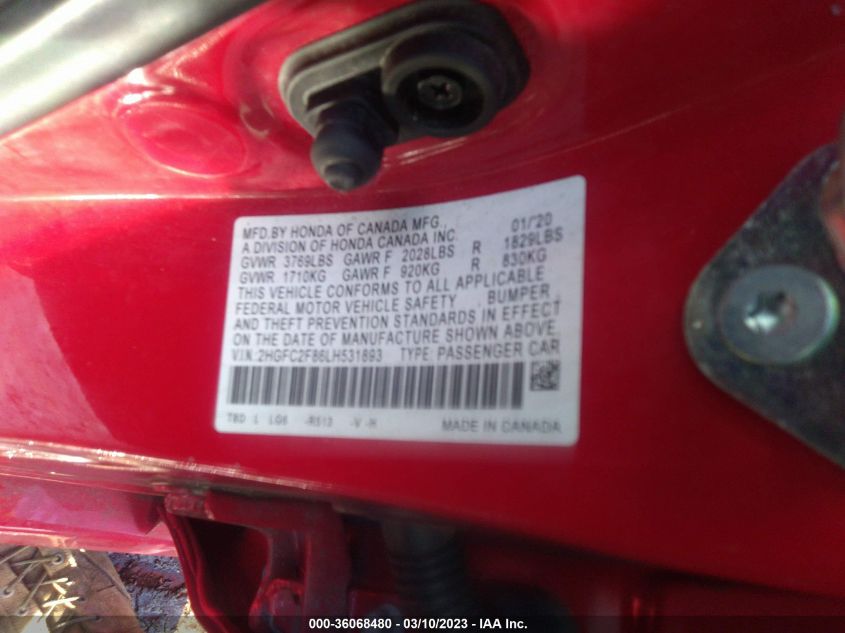 MFD.BY HONDA OF CANADA MFG., 01/'20
A DIVISION OF HONDA CANADA INC.
GVWR 3769LBS GAWR F 2028LBS R 1829LBS
GVWR 1710KG GAWR F 920KG R 830KG
THIS VEHICLE CONFORMS TO ALL APPLICABLE
FEDERAL MOTOR VEHICLE SAFETY, BUMPER,
AND THEFT PREVENTION STANDARDS IN EFFECT
ON THE DATE OF MANUFACTURE SHOWN ABOVE.
V.I.N:2HGFC2F86LH531893 TYPE PASSENGER CAR
TBD L LG6 -R513 -V -H MADE IN CANADA
000-36068480 - 03/10/2023 - IAA Inc.